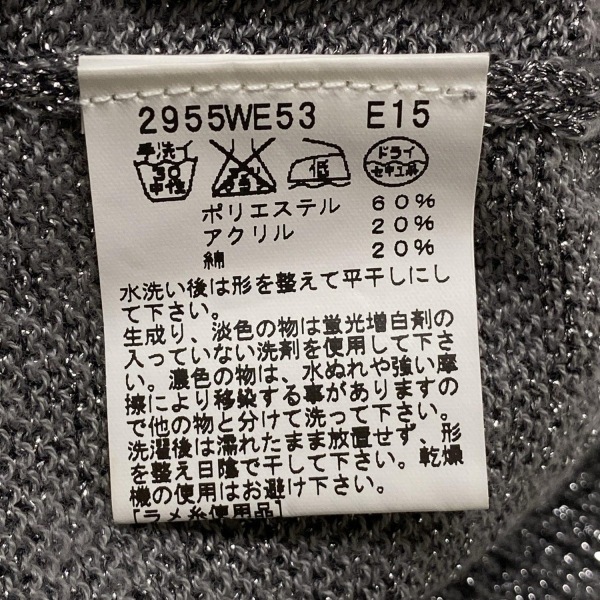 2955WE53 E15
手洗イ 30 中性 エンソサラシ 低 ドライ セキユ系
ポリエステル 60%
アクリル 20%
綿 20%
水洗い後は形を整えて平干しにし
て下さい。
生成り、淡色の物は蛍光増白剤の
入っていない洗剤を使用して下さ
い。濃色の物は、水ぬれや強い摩
擦により移染する事がありますの
で他の物と分けて洗って下さい。
洗濯後は濡れたまま放置せず、形
を整え日陰で干して下さい。乾燥
機の使用はお避け下さい。
[ラメ糸使用品]